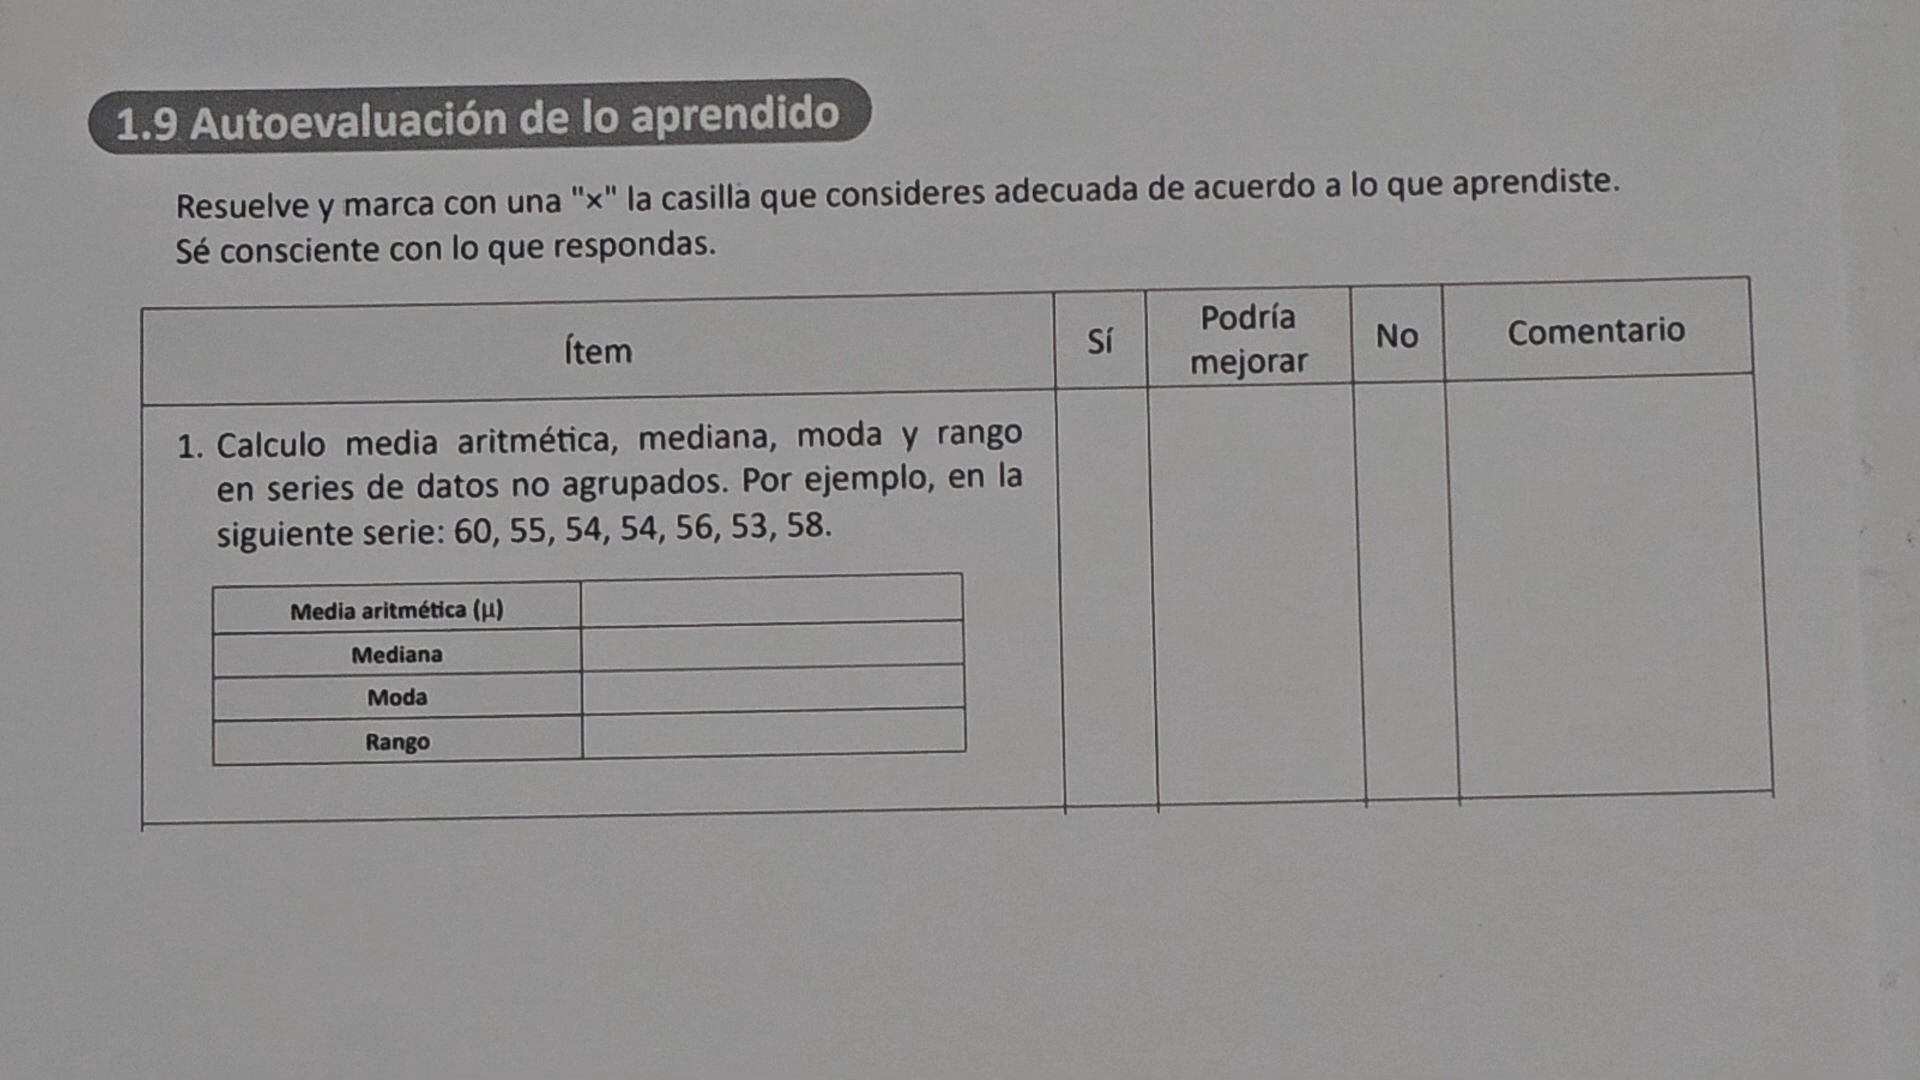 1.9 Autoevaluación de lo aprendido
Resuelve y marca con una "×" la casilla que consideres adecuada de acuerdo a lo que aprendiste.
Sé consciente con lo que respondas.
Ítem
Sí
Podría
mejorar
No
Comentario
1. Calculo media aritmética, mediana, moda y rango
en series de datos no agrupados. Por ejemplo, en la
siguiente serie: 60, 55, 54, 54, 56, 53, 58.
Media aritmética (µ)
Mediana
Moda
Rango